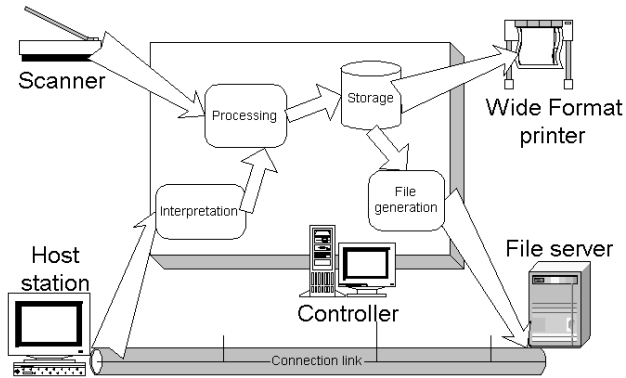 Scanner
Processing
Storage
Wide Format
printer
Interpretation
File
generation
Host
station
Controller
File server
Connection link